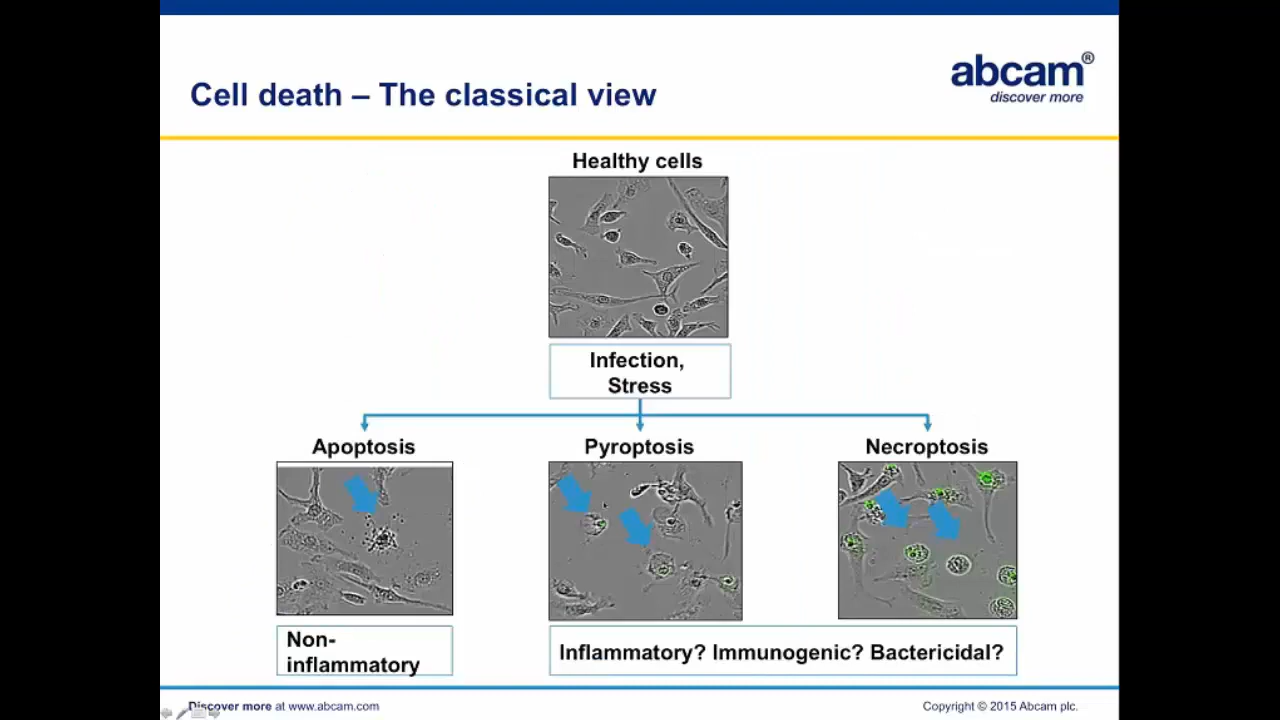 abcam®
discover more
Cell death – The classical view
Healthy cells
Infection,
Stress
Apoptosis
Pyroptosis
Necroptosis
Non-
inflammatory
Inflammatory? Immunogenic? Bactericidal?
Discover more at www.abcam.com
Copyright © 2015 Abcam plc.